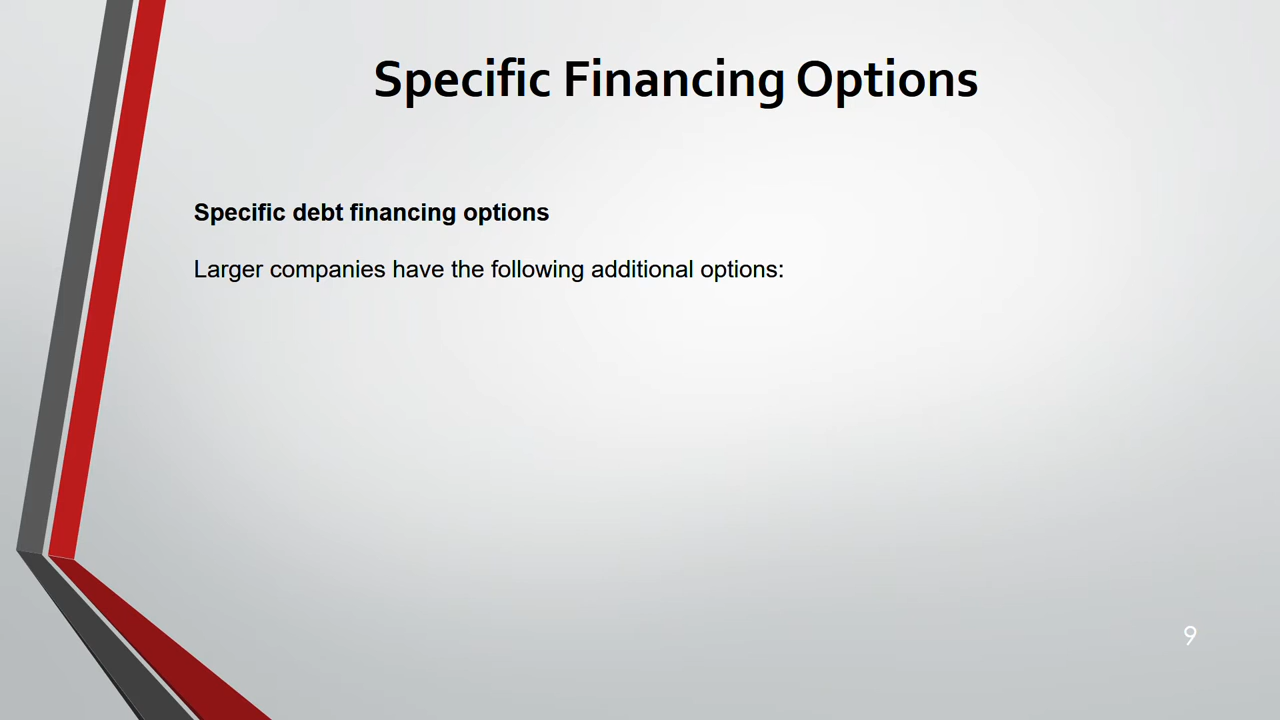 Specific Financing Options
Specific debt financing options
Larger companies have the following additional options:
9